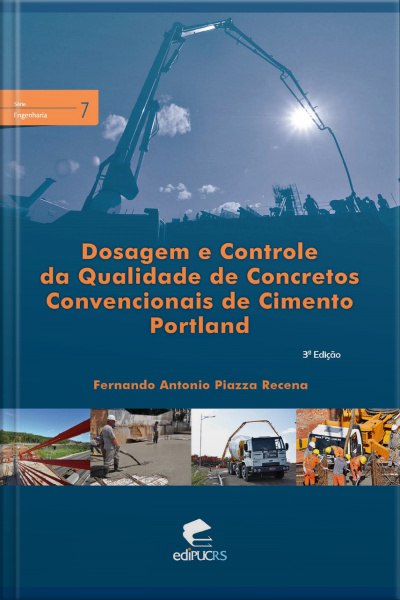 Série
Engenharia 7
Dosagem e Controle
da Qualidade de Concretos
Convencionais de Cimento
Portland
3ª Edição
Fernando Antonio Piazza Recena
ediPUCRS